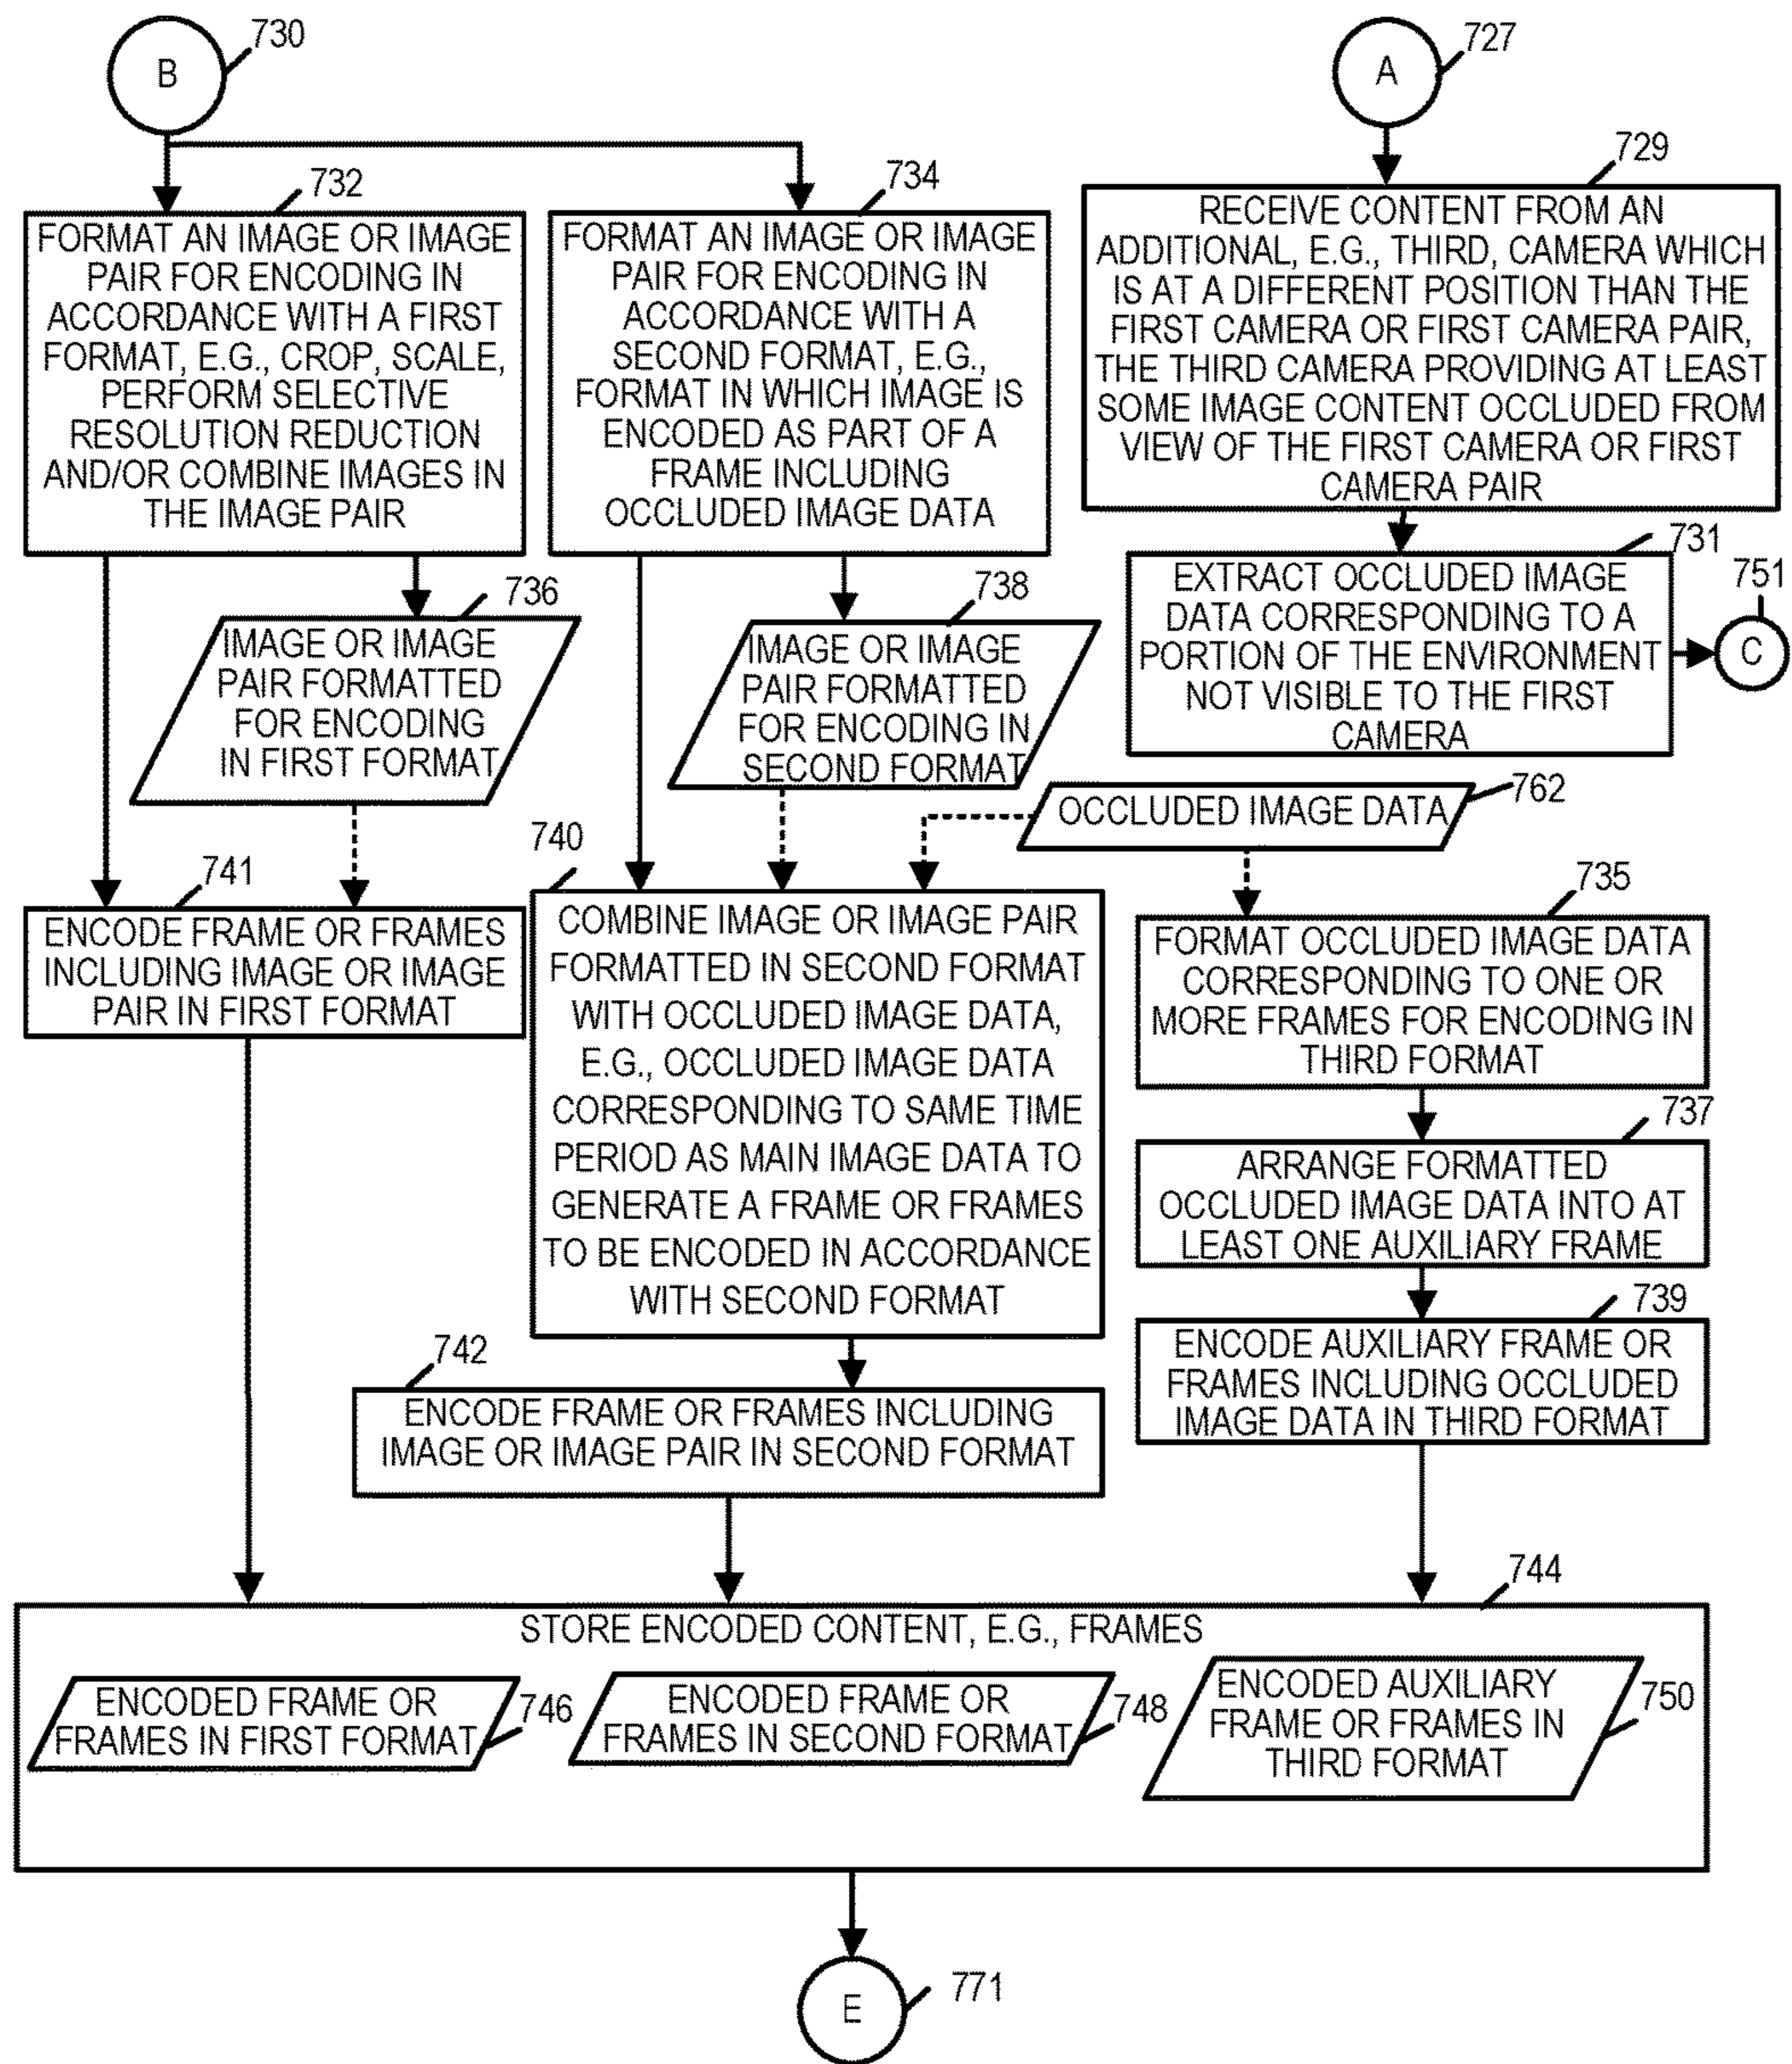 B
730
A
727
732
FORMAT AN IMAGE OR IMAGE
PAIR FOR ENCODING IN
ACCORDANCE WITH A FIRST
FORMAT, E.G., CROP, SCALE,
PERFORM SELECTIVE
RESOLUTION REDUCTION
AND/OR COMBINE IMAGES IN
THE IMAGE PAIR
734
FORMAT AN IMAGE OR IMAGE
PAIR FOR ENCODING IN
ACCORDANCE WITH A
SECOND FORMAT, E.G.,
FORMAT IN WHICH IMAGE IS
ENCODED AS PART OF A
FRAME INCLUDING
OCCLUDED IMAGE DATA
729
RECEIVE CONTENT FROM AN
ADDITIONAL, E.G., THIRD, CAMERA WHICH
IS AT A DIFFERENT POSITION THAN THE
FIRST CAMERA OR FIRST CAMERA PAIR,
THE THIRD CAMERA PROVIDING AT LEAST
SOME IMAGE CONTENT OCCLUDED FROM
VIEW OF THE FIRST CAMERA OR FIRST
CAMERA PAIR
731
EXTRACT OCCLUDED IMAGE
DATA CORRESPONDING TO A
PORTION OF THE ENVIRONMENT
NOT VISIBLE TO THE FIRST
CAMERA
751
C
736
IMAGE OR IMAGE
PAIR FORMATTED
FOR ENCODING
IN FIRST FORMAT
738
IMAGE OR IMAGE
PAIR FORMATTED
FOR ENCODING IN
SECOND FORMAT
OCCLUDED IMAGE DATA
762
741
ENCODE FRAME OR FRAMES
INCLUDING IMAGE OR IMAGE
PAIR IN FIRST FORMAT
740
COMBINE IMAGE OR IMAGE PAIR
FORMATTED IN SECOND FORMAT
WITH OCCLUDED IMAGE DATA,
E.G., OCCLUDED IMAGE DATA
CORRESPONDING TO SAME TIME
PERIOD AS MAIN IMAGE DATA TO
GENERATE A FRAME OR FRAMES
TO BE ENCODED IN ACCORDANCE
WITH SECOND FORMAT
735
FORMAT OCCLUDED IMAGE DATA
CORRESPONDING TO ONE OR
MORE FRAMES FOR ENCODING IN
THIRD FORMAT
737
ARRANGE FORMATTED
OCCLUDED IMAGE DATA INTO AT
LEAST ONE AUXILIARY FRAME
739
ENCODE AUXILIARY FRAME OR
FRAMES INCLUDING OCCLUDED
IMAGE DATA IN THIRD FORMAT
742
ENCODE FRAME OR FRAMES INCLUDING
IMAGE OR IMAGE PAIR IN SECOND FORMAT
744
STORE ENCODED CONTENT, E.G., FRAMES
ENCODED FRAME OR
FRAMES IN FIRST FORMAT
746
ENCODED FRAME OR
FRAMES IN SECOND FORMAT
748
ENCODED AUXILIARY
FRAME OR FRAMES IN
THIRD FORMAT
750
E
771